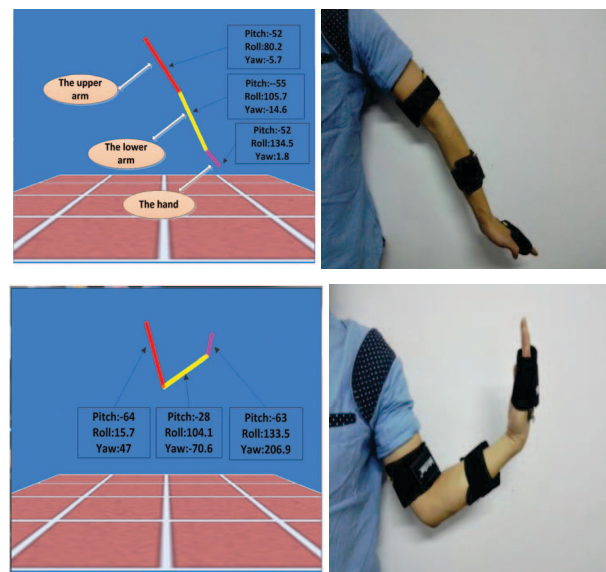 Pitch:-52
Roll:80.2
Yaw:-5.7
The upper
arm
Pitch:--55
Roll:105.7
Yaw:-14.6
The lower
arm
Pitch:-52
Roll:134.5
Yaw:1.8
The hand
Pitch:-64
Roll:15.7
Yaw:47
Pitch:-28
Roll:104.1
Yaw:-70.6
Pitch:-63
Roll:133.5
Yaw:206.9